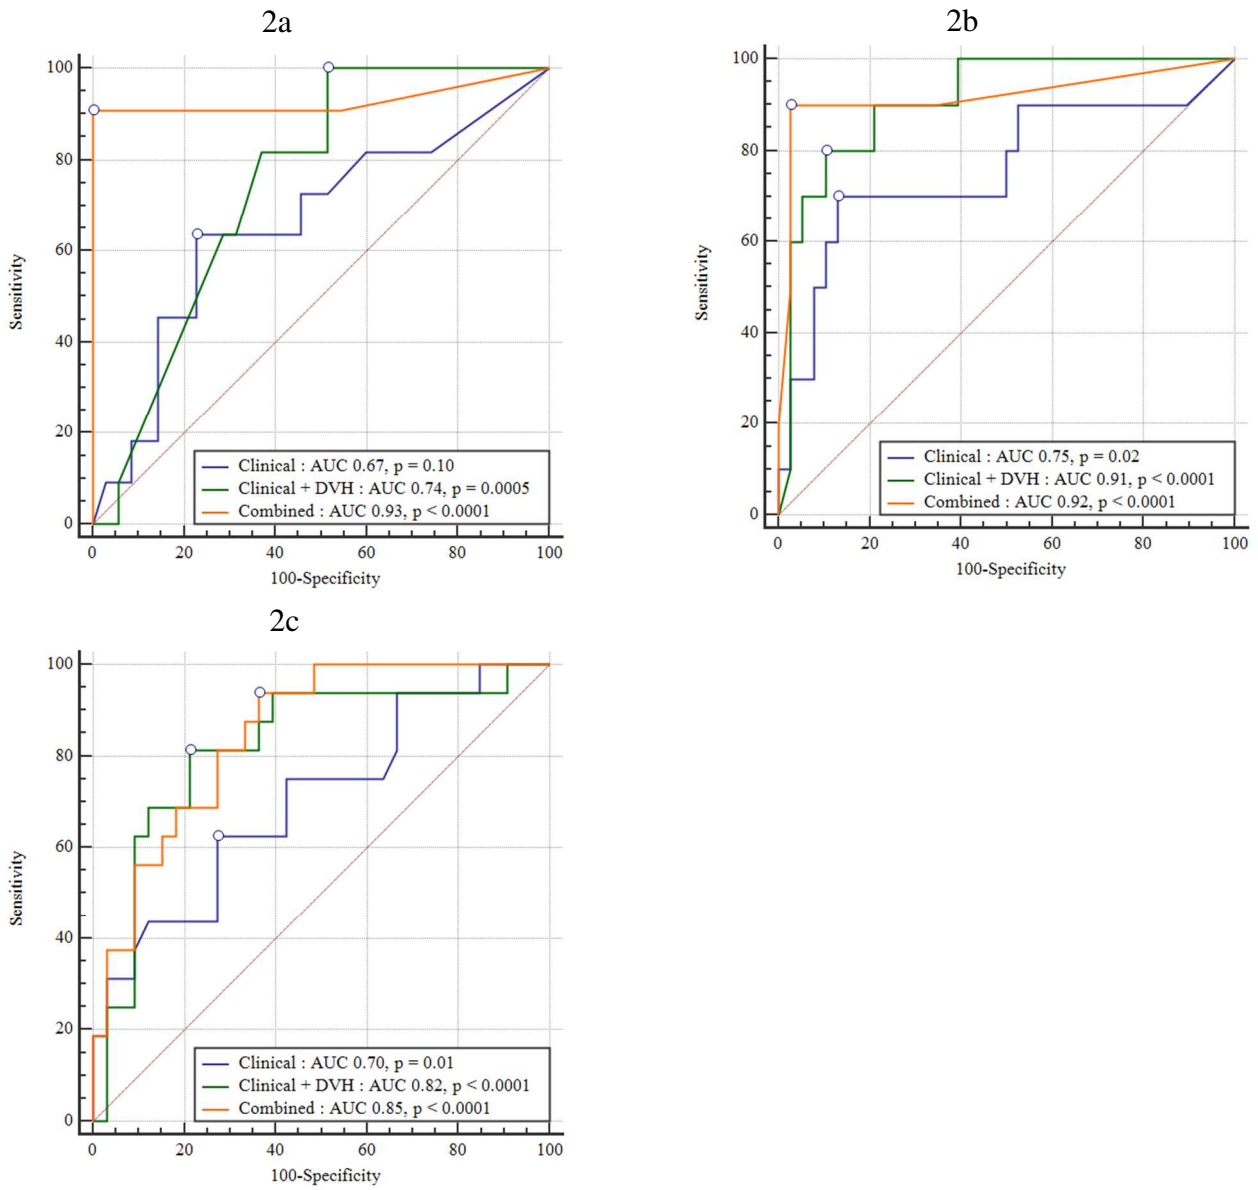 2a
100
80
60
40
20
0
Sensitivity
0 20 40 60 80 100
100-Specificity
Clinical : AUC 0.67, p = 0.10
Clinical + DVH : AUC 0.74, p = 0.0005
Combined : AUC 0.93, p < 0.0001
2b
100
80
60
40
20
0
Sensitivity
0 20 40 60 80 100
100-Specificity
Clinical : AUC 0.75, p = 0.02
Clinical + DVH : AUC 0.91, p < 0.0001
Combined : AUC 0.92, p < 0.0001
2c
100
80
60
40
20
0
Sensitivity
0 20 40 60 80 100
100-Specificity
Clinical : AUC 0.70, p = 0.01
Clinical + DVH : AUC 0.82, p < 0.0001
Combined : AUC 0.85, p < 0.0001